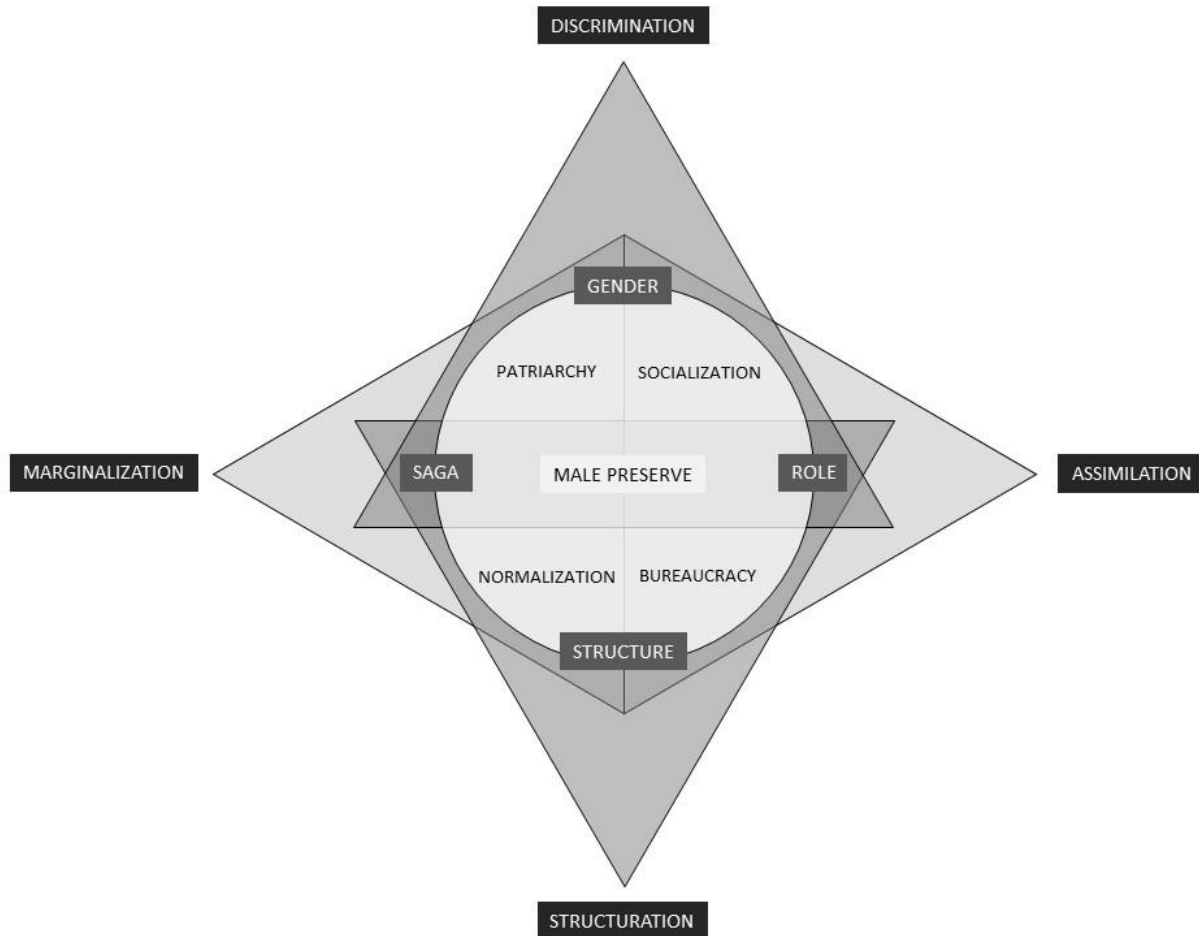 DISCRIMINATION
GENDER
PATRIARCHY
SOCIALIZATION
MARGINALIZATION
SAGA
MALE PRESERVE
ROLE
ASSIMILATION
NORMALIZATION
BUREAUCRACY
STRUCTURE
STRUCTURATION